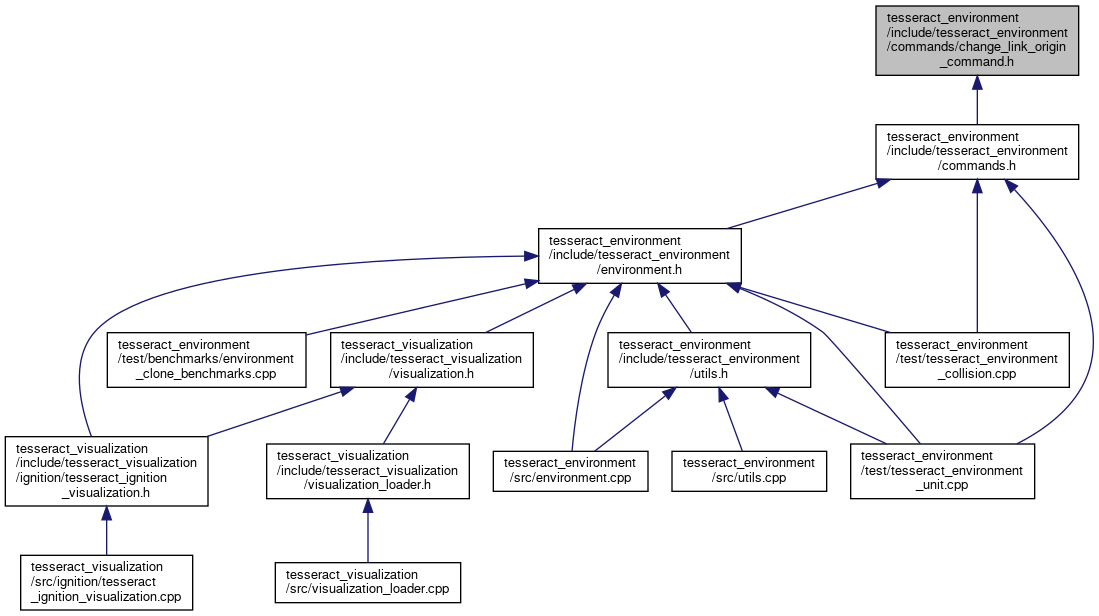 tesseract_environment
/include/tesseract_environment
/commands/change_link_origin
_command.h
tesseract_environment
/include/tesseract_environment
/commands.h
tesseract_environment
/include/tesseract_environment
/environment.h
tesseract_environment
/test/benchmarks/environment
_clone_benchmarks.cpp
tesseract_visualization
/include/tesseract_visualization
/visualization.h
tesseract_environment
/include/tesseract_environment
/utils.h
tesseract_environment
/test/tesseract_environment
_collision.cpp
tesseract_visualization
/include/tesseract_visualization
/ignition/tesseract_ignition
_visualization.h
tesseract_visualization
/include/tesseract_visualization
/visualization_loader.h
tesseract_environment
/src/environment.cpp
tesseract_environment
/src/utils.cpp
tesseract_environment
/test/tesseract_environment
_unit.cpp
tesseract_visualization
/src/ignition/tesseract
_ignition_visualization.cpp
tesseract_visualization
/src/visualization_loader.cpp